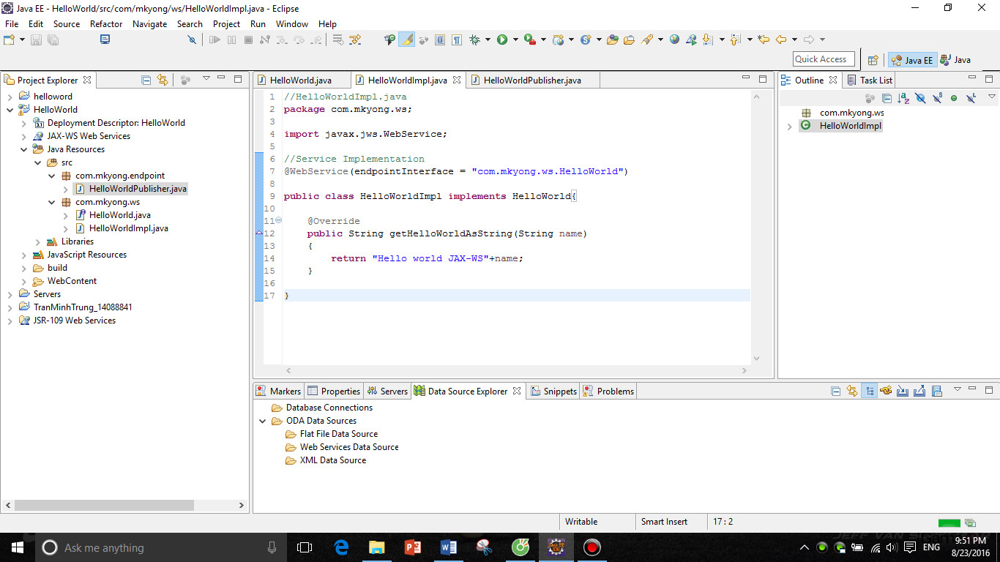 Java EE - HelloWorld/src/com/mkyong/ws/HelloWorldImpl.java - Eclipse
File Edit Source Refactor Navigate Search Project Run Window Help
Quick Access Java EE Java
Project Explorer
helloword
HelloWorld
Deployment Descriptor: HelloWorld
JAX-WS Web Services
Java Resources
src
com.mkyong.endpoint
HelloWorldPublisher.java
com.mkyong.ws
HelloWorld.java
HelloWorldImpl.java
Libraries
JavaScript Resources
build
WebContent
Servers
TranMinhTrung_14088841
JSR-109 Web Services
HelloWorld.java HelloWorldImpl.java HelloWorldPublisher.java
1 //HelloWorldImpl.java
2 package com.mkyong.ws;
3
4 import javax.jws.WebService;
5
6 //Service Implementation
7 @WebService(endpointInterface = "com.mkyong.ws.HelloWorld")
8
9 public class HelloWorldImpl implements HelloWorld{
10
11 @Override
12 public String getHelloWorldAsString(String name)
13 {
14 return "Hello world JAX-WS"+name;
15 }
16
17 }
Outline Task List
com.mkyong.ws
HelloWorldImpl
Markers Properties Servers Data Source Explorer Snippets Problems
Database Connections
ODA Data Sources
Flat File Data Source
Web Services Data Source
XML Data Source
Writable Smart Insert 17 : 2
Ask me anything
ENG
9:51 PM
8/23/2016